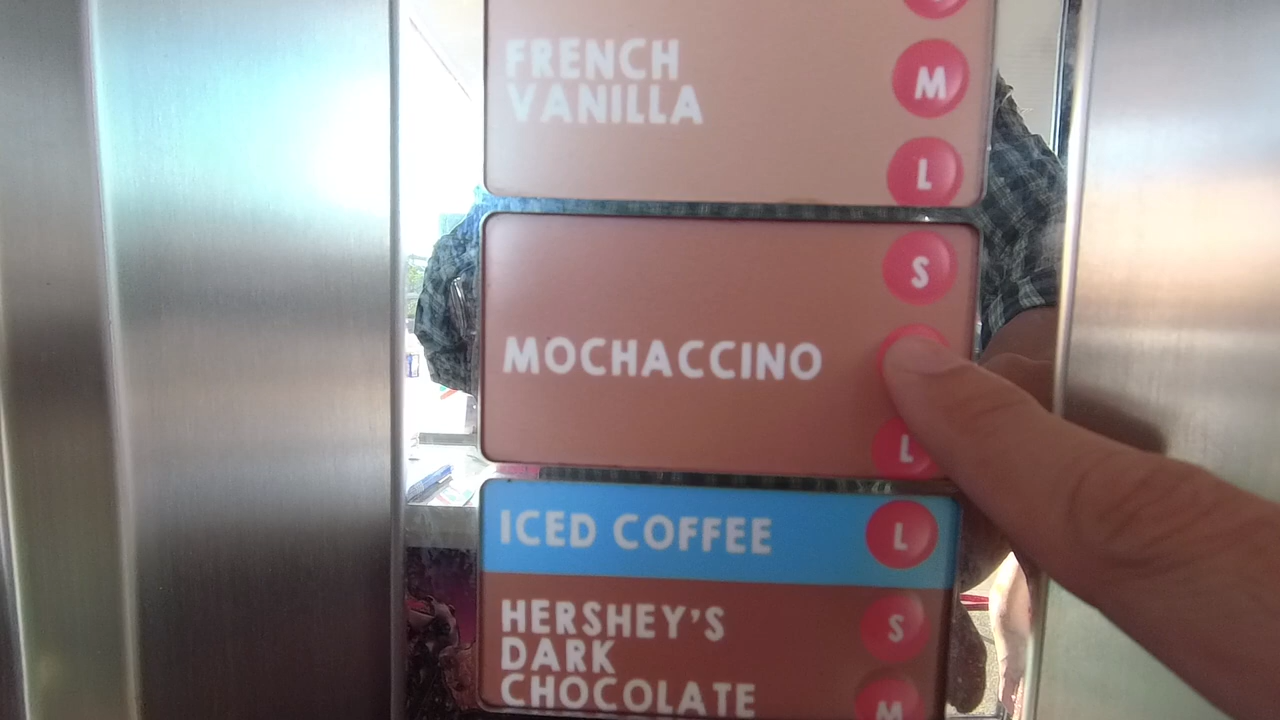 FRENCH
VANILLA
M
L
S
MOCHACCINO
L
ICED COFFEE
L
HERSHEY'S
DARK
CHOCOLATE
S
M